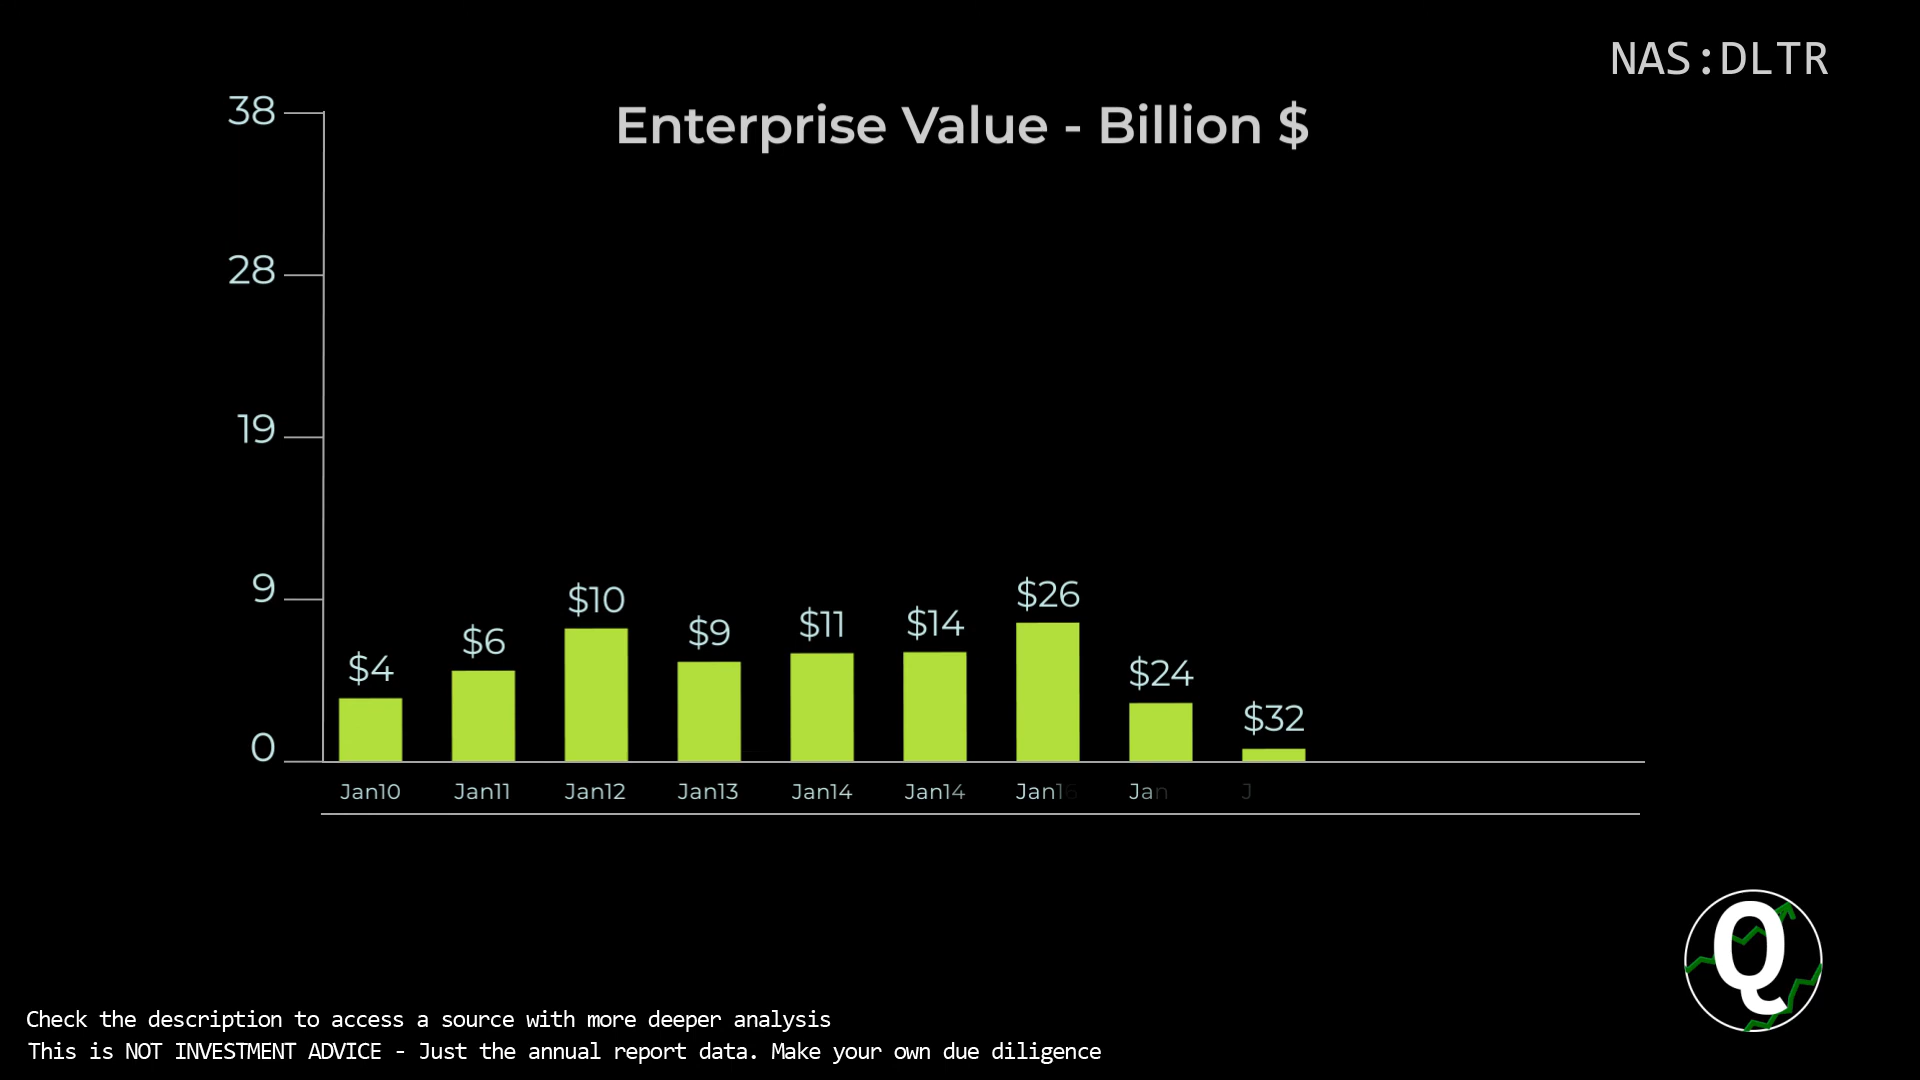 NAS:DLTR
Enterprise Value - Billion $
38
28
19
9
0
$4
$6
$10
$9
$11
$14
$26
$24
$32
Jan10
Jan11
Jan12
Jan13
Jan14
Jan14
Jan16
Jan
J
Q
Check the description to access a source with more deeper analysis
This is NOT INVESTMENT ADVICE - Just the annual report data. Make your own due diligence